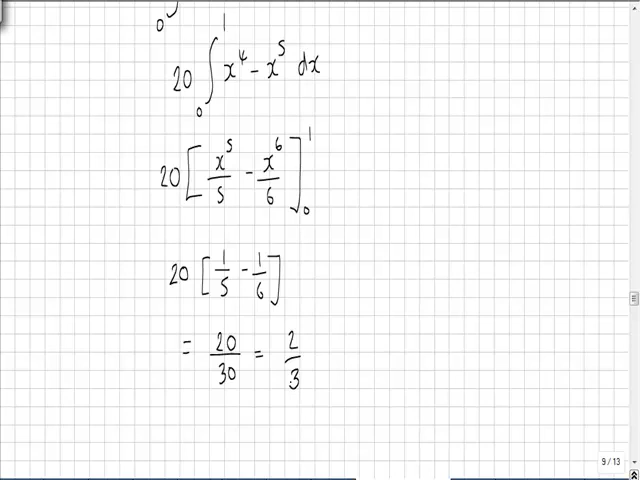 0
20 ∫₀¹ x⁴ - x⁵ dx
20 [ x⁵/5 - x⁶/6 ]₀¹
20 [ 1/5 - 1/6 ]
= 20/30 = 2/3
9 / 13